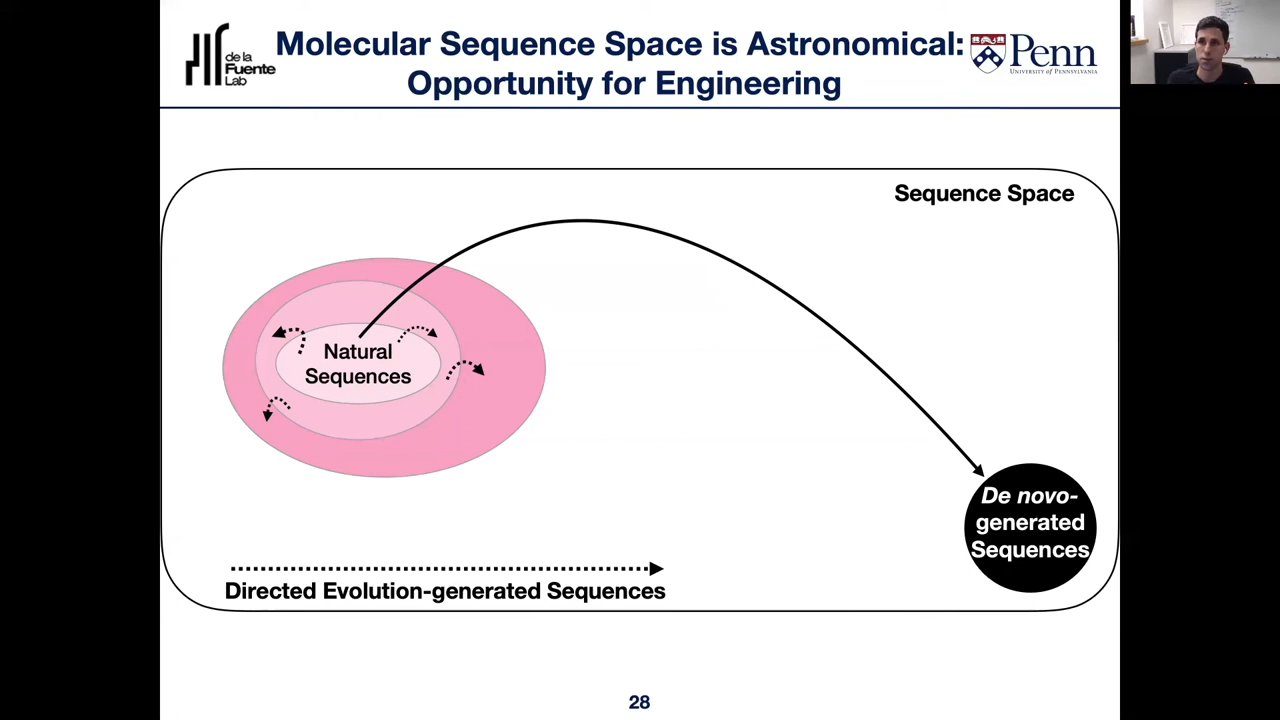 de la
Fuente
Lab
Molecular Sequence Space is Astronomical:
Opportunity for Engineering
Penn
UNIVERSITY of PENNSYLVANIA
Sequence Space
Natural
Sequences
De novo-
generated
Sequences
Directed Evolution-generated Sequences
28